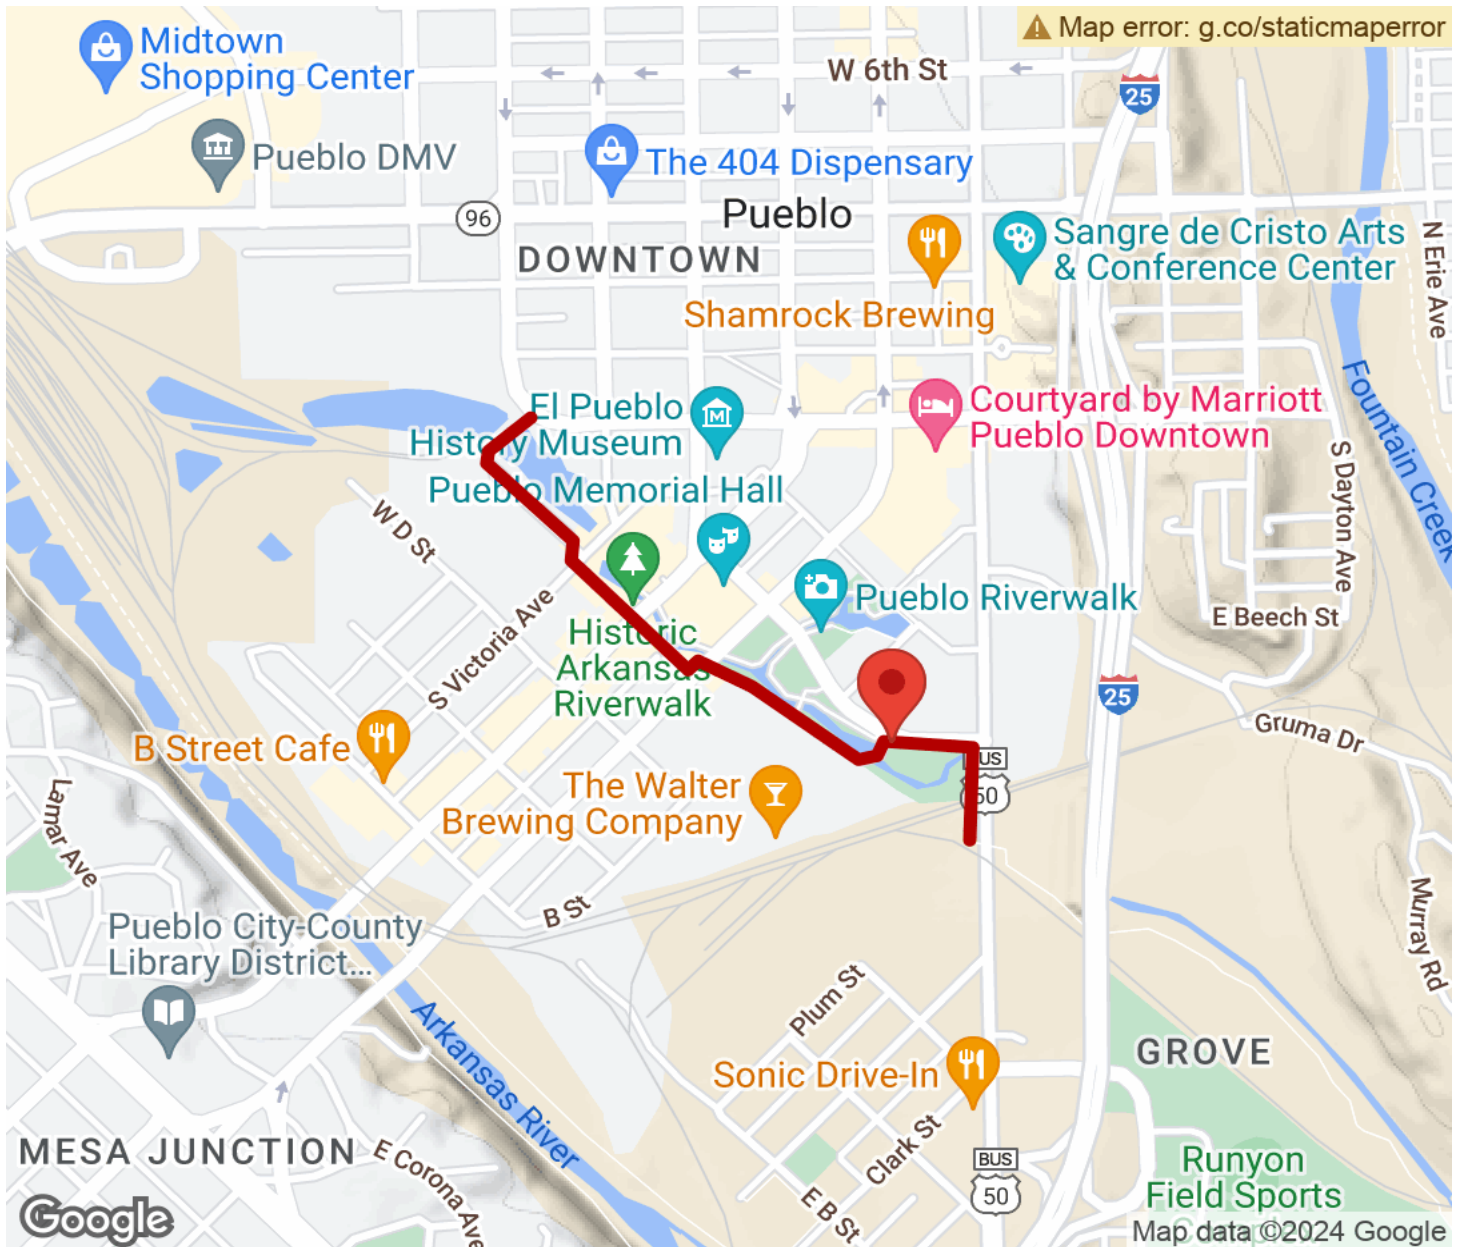 Map error: g.co/staticmaperror
Midtown
Shopping Center
W 6th St
25
Pueblo DMV
The 404 Dispensary
96
Pueblo
DOWNTOWN
Sangre de Cristo Arts
& Conference Center
N Erie Ave
Shamrock Brewing
El Pueblo
History Museum
Courtyard by Marriott
Pueblo Downtown
Fountain Creek
Pueblo Memorial Hall
S Dayton Ave
W D St
Pueblo Riverwalk
E Beech St
S Victoria Ave
Historic
Arkansas
Riverwalk
25
Gruma Dr
B Street Cafe
BUS
50
The Walter
Brewing Company
Lamar Ave
Murray Rd
B St
Pueblo City-County
Library District...
Plum St
Arkansas River
GROVE
Sonic Drive-In
MESA JUNCTION
E Corona Ave
Clark St
BUS
50
E B St
Runyon
Field Sports
Google
Map data ©2024 Google